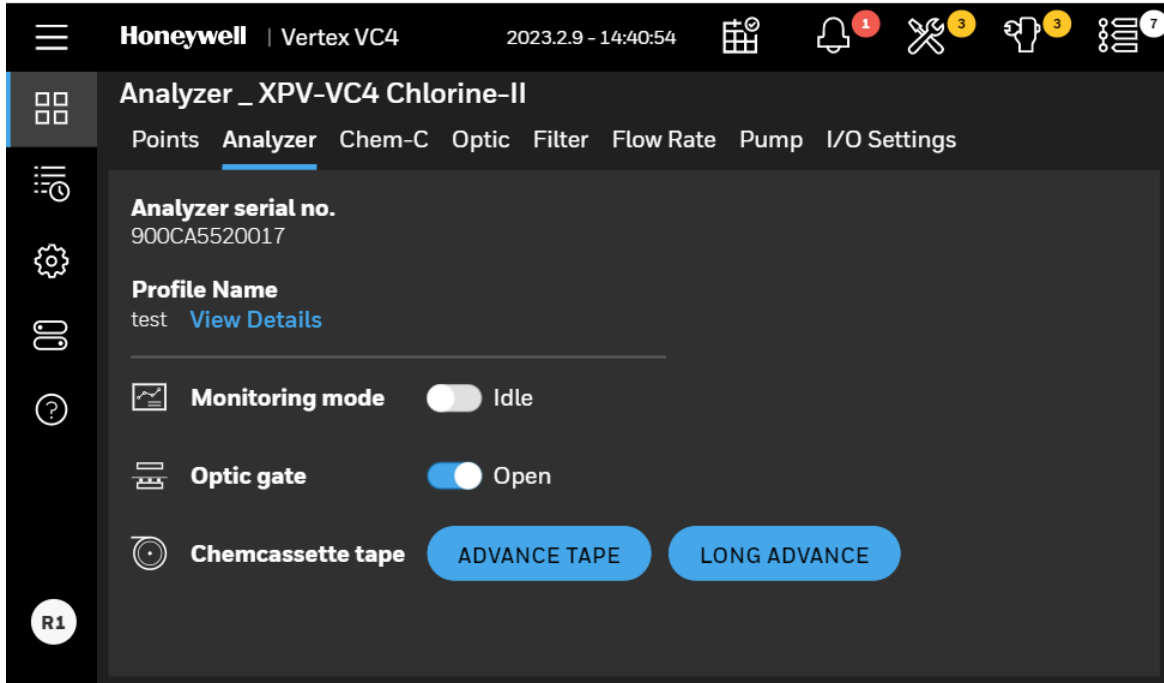 Honeywell | Vertex VC4 2023.2.9 - 14:40:54 1 3 3 7
Analyzer _ XPV-VC4 Chlorine-II
Points Analyzer Chem-C Optic Filter Flow Rate Pump I/O Settings
Analyzer serial no.
900CA5520017
Profile Name
test View Details
Monitoring mode Idle
Optic gate Open
Chemcassette tape ADVANCE TAPE LONG ADVANCE
R1